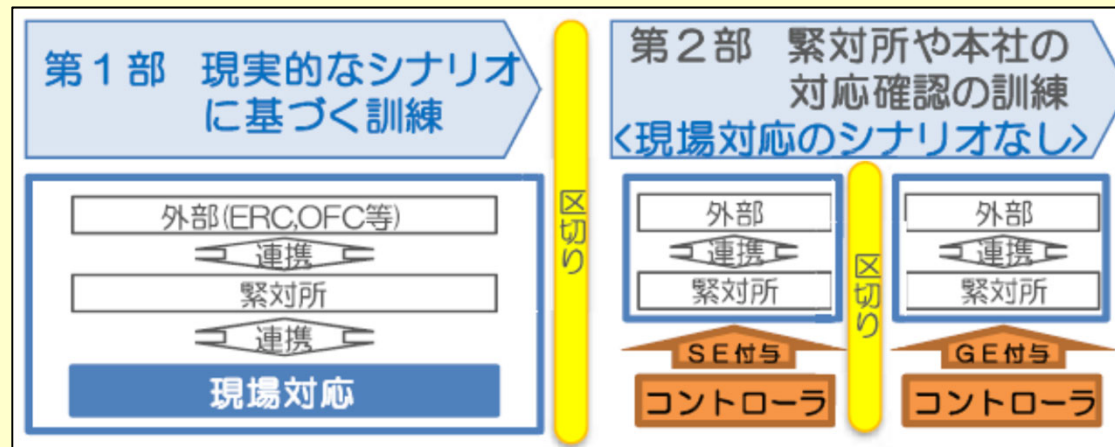 第１部 現実的なシナリオ
に基づく訓練
区切り
第２部 緊対所や本社の
対応確認の訓練
<現場対応のシナリオなし>
外部(ERC,OFC等)
連携
緊対所
連携
現場対応
外部
連携
緊対所
ＳＥ付与
コントローラ
区切り
外部
連携
緊対所
ＧＥ付与
コントローラ